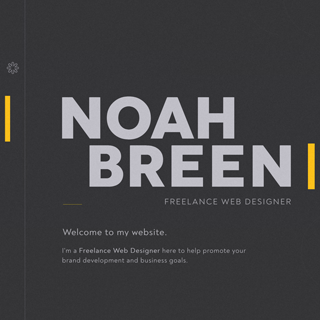 NOAH
BREEN
FREELANCE WEB DESIGNER
Welcome to my website.
I'm a Freelance Web Designer here to help promote your
brand development and business goals.